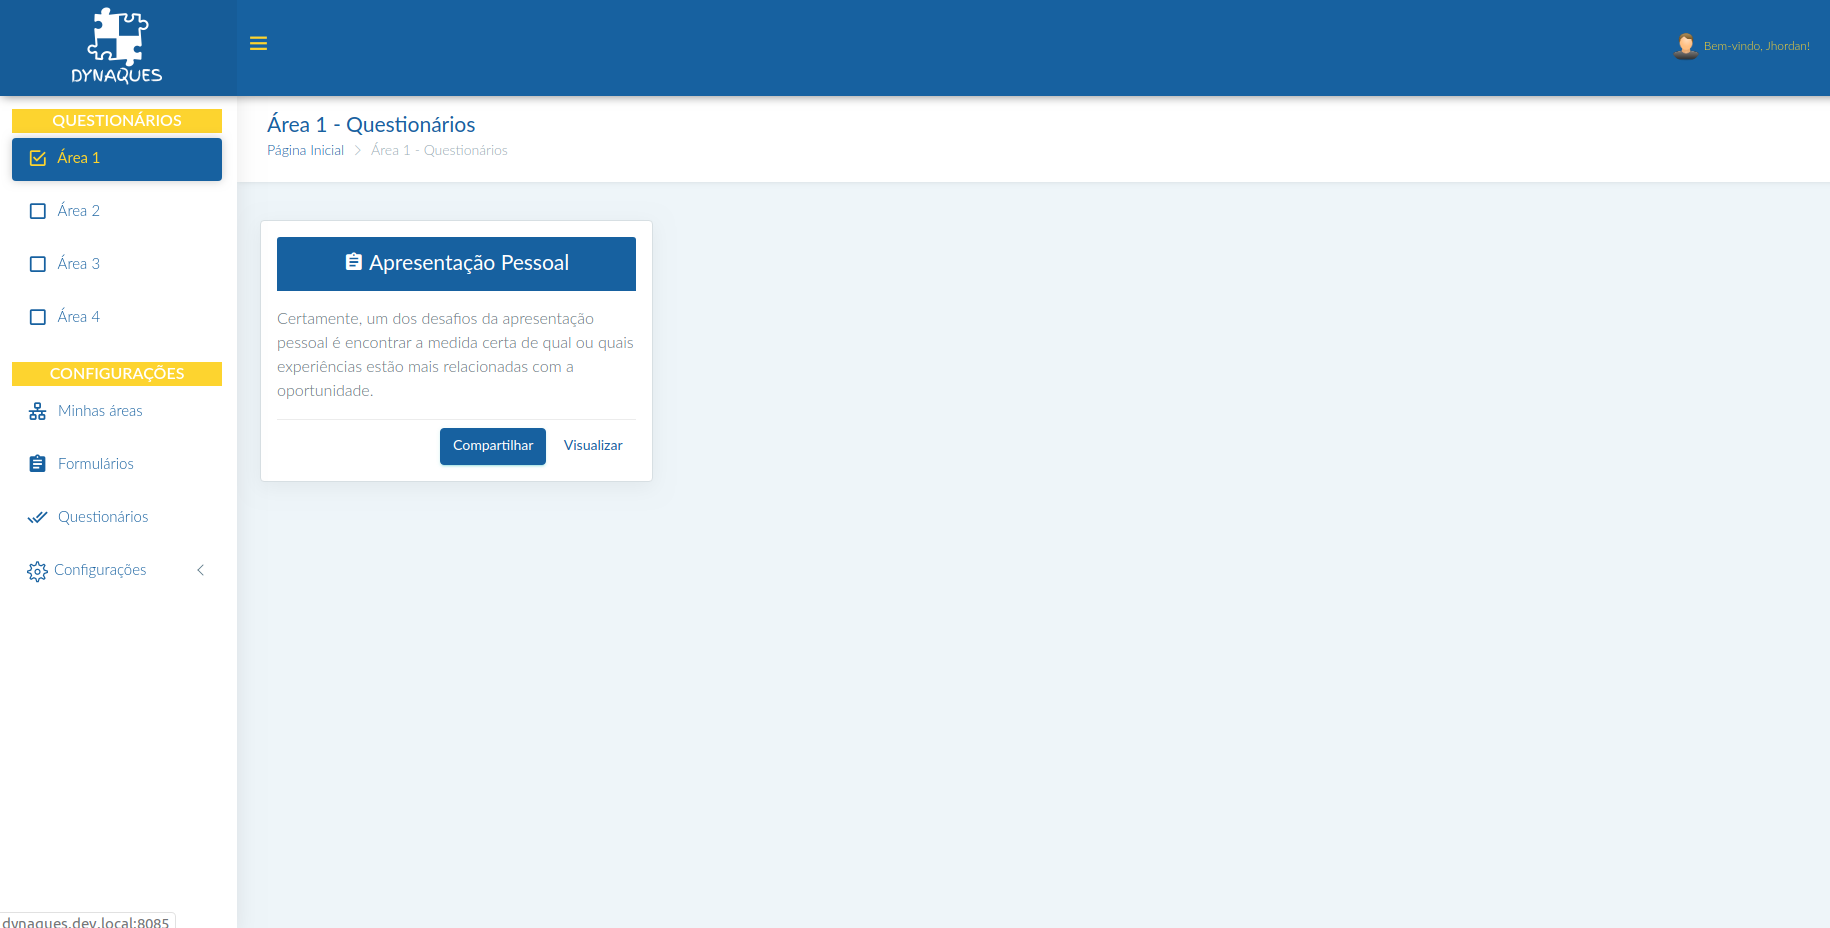 DYNAQUES
Bem-vindo, Jhordan!
QUESTIONÁRIOS
Área 1
Área 2
Área 3
Área 4
CONFIGURAÇÕES
Minhas áreas
Formulários
Questionários
Configurações
Área 1 - Questionários
Página Inicial > Área 1 - Questionários
Apresentação Pessoal
Certamente, um dos desafios da apresentação
pessoal é encontrar a medida certa de qual ou quais
experiências estão mais relacionadas com a
oportunidade.
Compartilhar Visualizar
dynaques.dev.local:8085